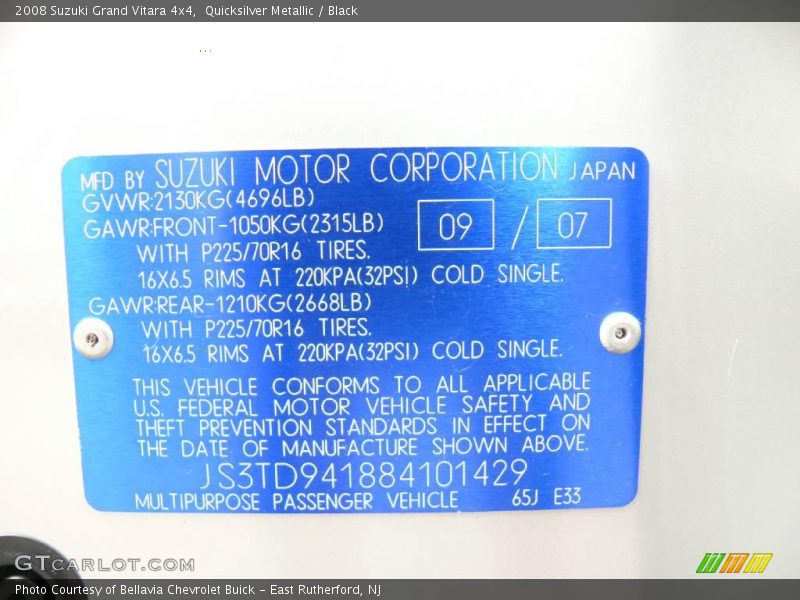 2008 Suzuki Grand Vitara 4x4,  Quicksilver Metallic / Black
MFD BY SUZUKI MOTOR CORPORATION JAPAN
GVWR:2130KG(4696LB)
GAWR:FRONT-1050KG(2315LB) 09 / 07
WITH P225/70R16 TIRES.
16X6.5 RIMS AT 220KPA(32PSI) COLD SINGLE.
GAWR:REAR-1210KG(2668LB)
WITH P225/70R16 TIRES.
16X6.5 RIMS AT 220KPA(32PSI) COLD SINGLE.
THIS VEHICLE CONFORMS TO ALL APPLICABLE
U.S. FEDERAL MOTOR VEHICLE SAFETY AND
THEFT PREVENTION STANDARDS IN EFFECT ON
THE DATE OF MANUFACTURE SHOWN ABOVE.
JS3TD941884101429
MULTIPURPOSE PASSENGER VEHICLE 65J E33
GTCARLOT.COM
Photo Courtesy of Bellavia Chevrolet Buick - East Rutherford, NJ